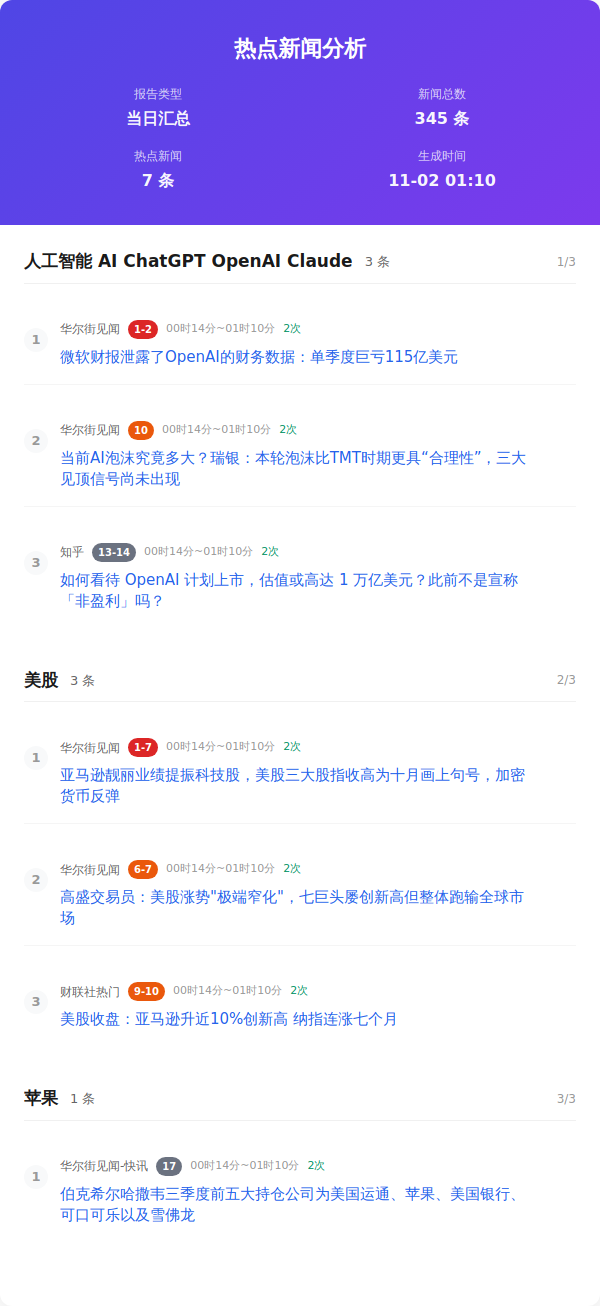 热点新闻分析
报告类型
新闻总数
当日汇总
345 条
热点新闻
生成时间
7 条
11-02 01:10
人工智能 AI ChatGPT OpenAI Claude 3 条 1/3
1
华尔街见闻 1-2 00时14分~01时10分 2次
微软财报泄露了OpenAI的财务数据：单季度巨亏115亿美元
2
华尔街见闻 10 00时14分~01时10分 2次
当前AI泡沫究竟多大？瑞银：本轮泡沫比TMT时期更具“合理性”，三大
见顶信号尚未出现
3
知乎 13-14 00时14分~01时10分 2次
如何看待 OpenAI 计划上市，估值或高达 1 万亿美元？此前不是宣称
「非盈利」吗？
美股 3 条 2/3
1
华尔街见闻 1-7 00时14分~01时10分 2次
亚马逊靓丽业绩提振科技股，美股三大股指收高为十月画上句号，加密
货币反弹
2
华尔街见闻 6-7 00时14分~01时10分 2次
高盛交易员：美股涨势"极端窄化"，七巨头屡创新高但整体跑输全球市
场
3
财联社热门 9-10 00时14分~01时10分 2次
美股收盘：亚马逊升近10%创新高 纳指连涨七个月
苹果 1 条 3/3
1
华尔街见闻-快讯 17 00时14分~01时10分 2次
伯克希尔哈撒韦三季度前五大持仓公司为美国运通、苹果、美国银行、
可口可乐以及雪佛龙